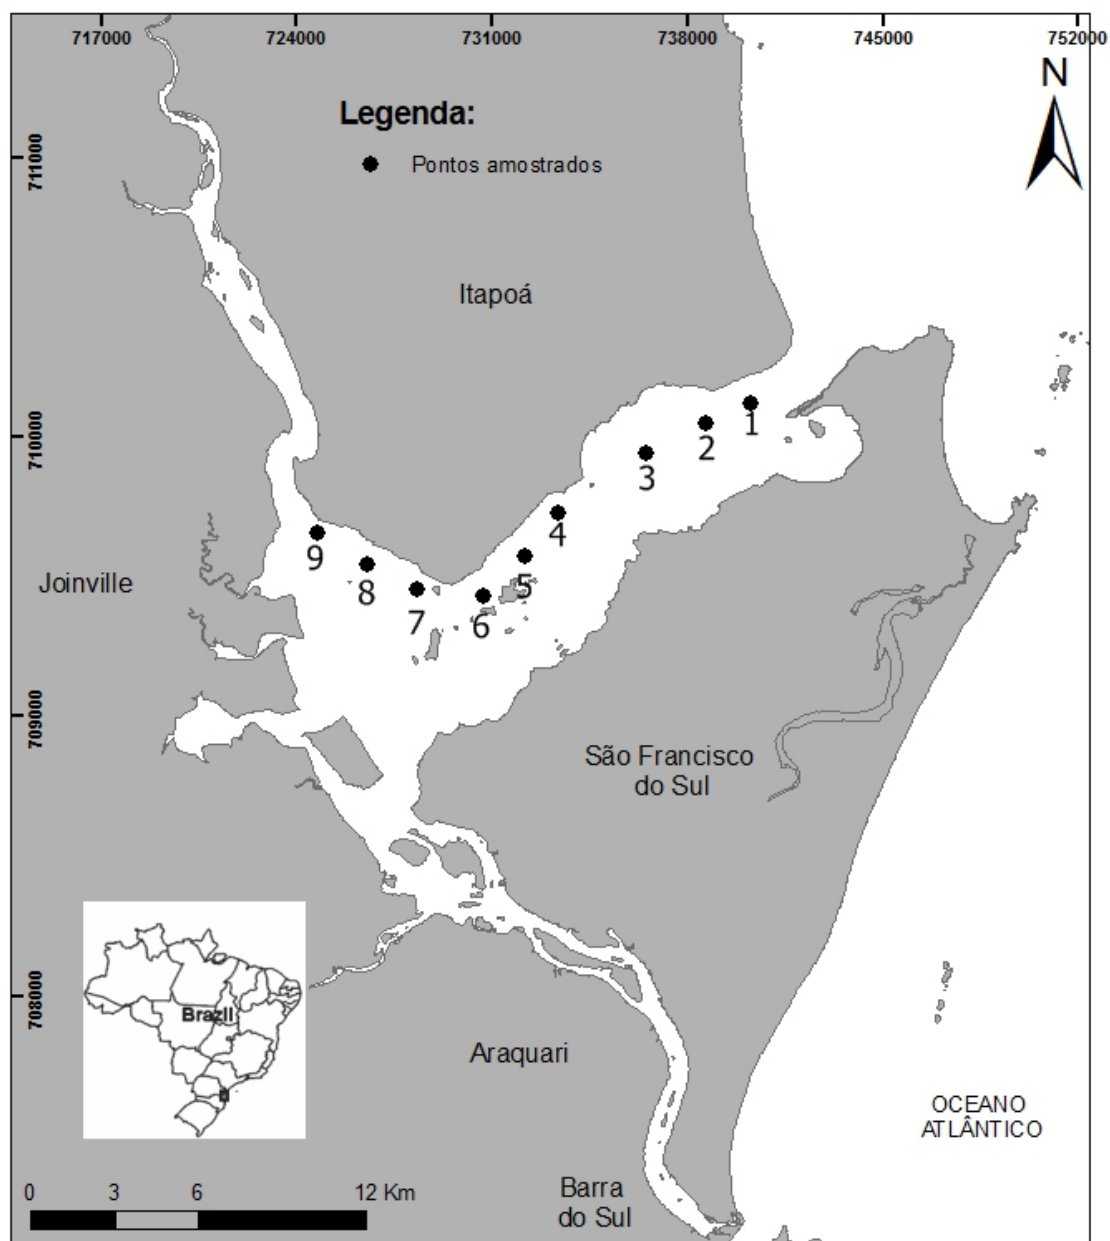 717000 724000 731000 738000 745000 752000
N
Legenda:
Pontos amostrados
711000
Itapoá
710000
1
2
3
4
5
6
7
8
9
Joinville
709000
São Francisco
do Sul
708000
Brazil
Araquari
OCEANO
ATLÂNTICO
Barra
do Sul
0 3 6 12 Km